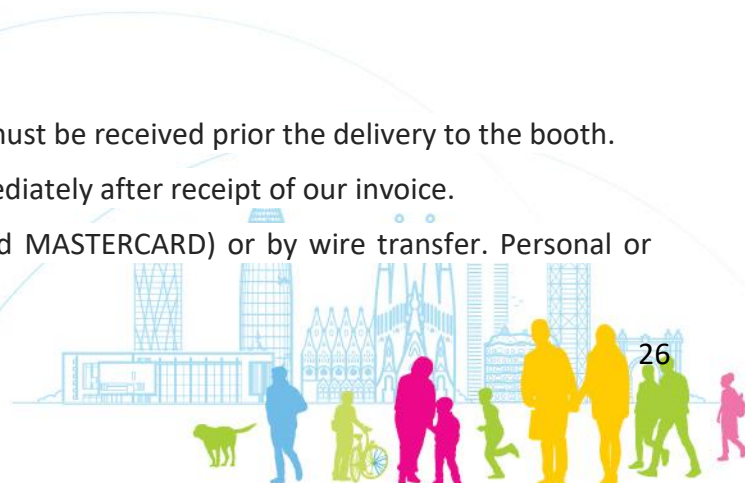 must be received prior the delivery to the booth.
ediately after receipt of our invoice.
d MASTERCARD) or by wire transfer. Personal or
26